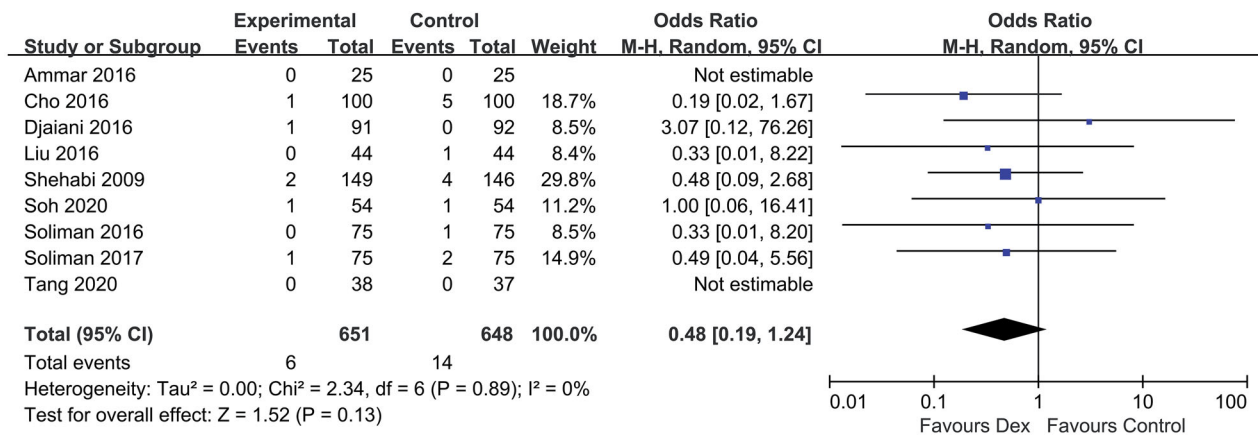 Experimental Control Odds Ratio Odds Ratio
Study or Subgroup Events Total Events Total Weight M-H, Random, 95% CI M-H, Random, 95% CI
Ammar 2016 0 25 0 25 Not estimable
Cho 2016 1 100 5 100 18.7% 0.19 [0.02, 1.67]
Djaiani 2016 1 91 0 92 8.5% 3.07 [0.12, 76.26]
Liu 2016 0 44 1 44 8.4% 0.33 [0.01, 8.22]
Shehabi 2009 2 149 4 146 29.8% 0.48 [0.09, 2.68]
Soh 2020 1 54 1 54 11.2% 1.00 [0.06, 16.41]
Soliman 2016 0 75 1 75 8.5% 0.33 [0.01, 8.20]
Soliman 2017 1 75 2 75 14.9% 0.49 [0.04, 5.56]
Tang 2020 0 38 0 37 Not estimable
Total (95% CI) 651 648 100.0% 0.48 [0.19, 1.24]
Total events 6 14
Heterogeneity: Tau² = 0.00; Chi² = 2.34, df = 6 (P = 0.89); I² = 0%
Test for overall effect: Z = 1.52 (P = 0.13)
0.01 0.1 1 10 100
Favours Dex Favours Control